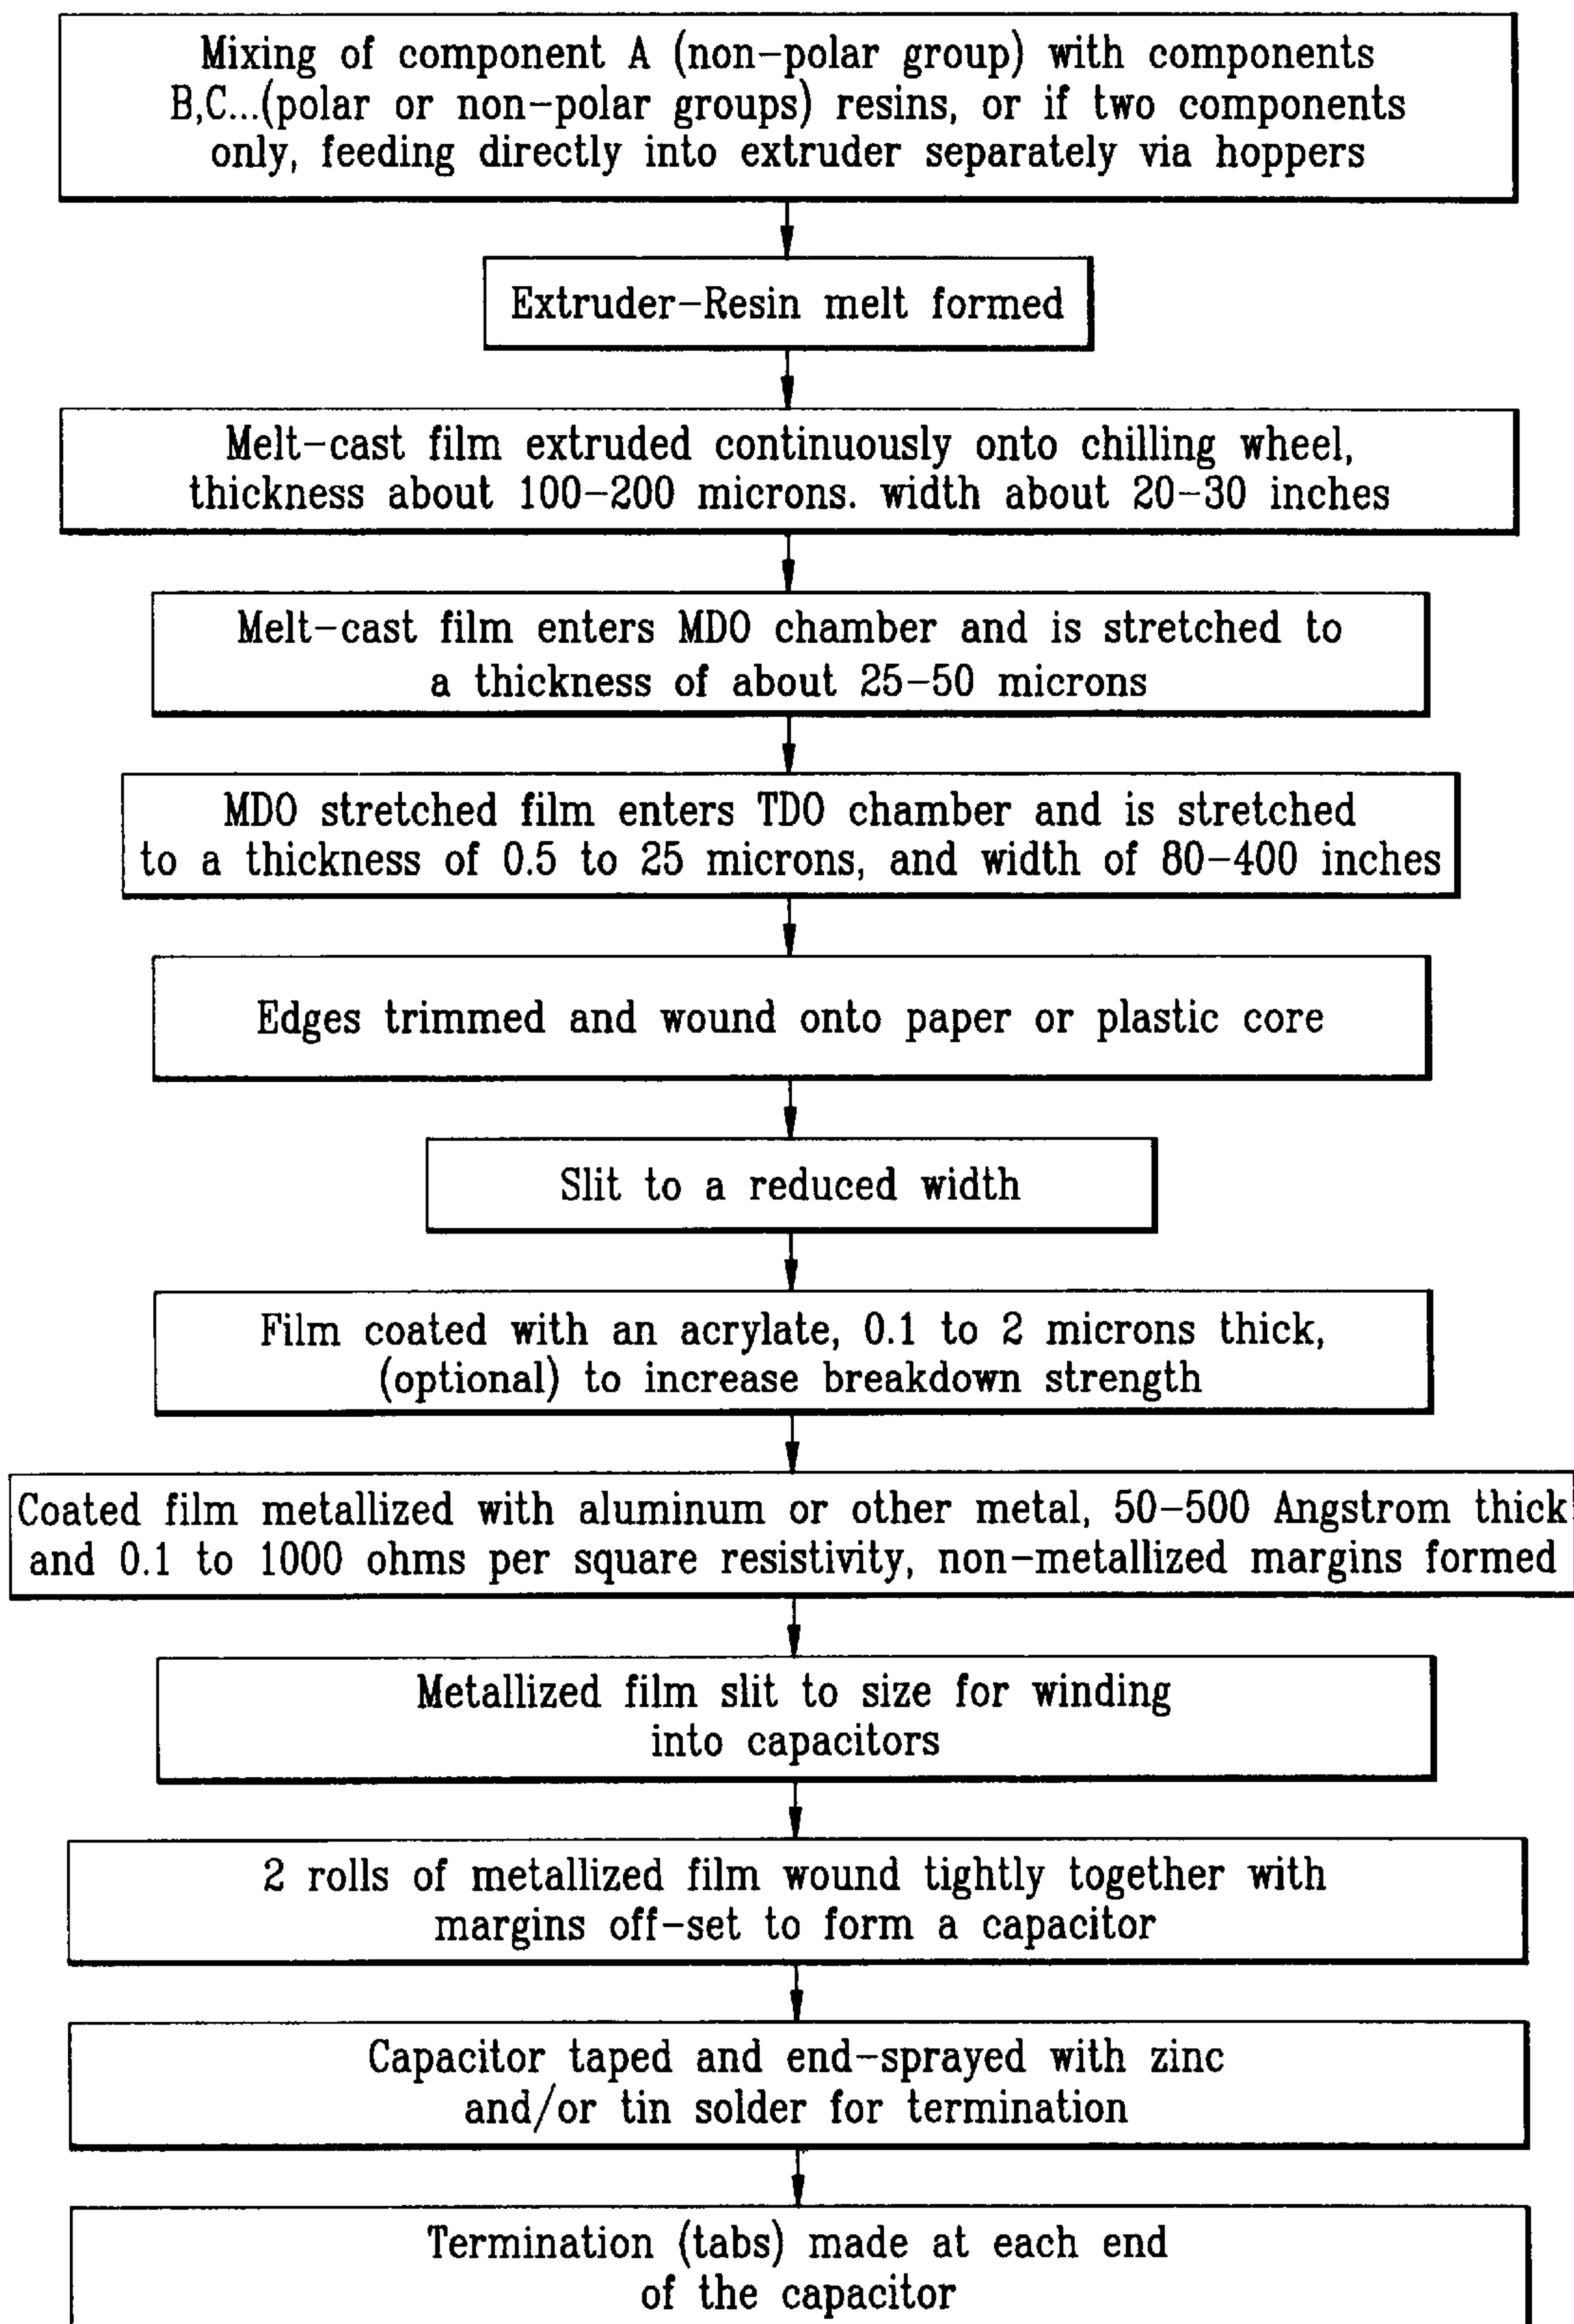 Mixing of component A (non-polar group) with components
B,C...(polar or non-polar groups) resins, or if two components
only, feeding directly into extruder separately via hoppers
Extruder-Resin melt formed
Melt-cast film extruded continuously onto chilling wheel,
thickness about 100-200 microns. width about 20-30 inches
Melt-cast film enters MDO chamber and is stretched to
a thickness of about 25-50 microns
MDO stretched film enters TDO chamber and is stretched
to a thickness of 0.5 to 25 microns, and width of 80-400 inches
Edges trimmed and wound onto paper or plastic core
Slit to a reduced width
Film coated with an acrylate, 0.1 to 2 microns thick,
(optional) to increase breakdown strength
Coated film metallized with aluminum or other metal, 50-500 Angstrom thick
and 0.1 to 1000 ohms per square resistivity, non-metallized margins formed
Metallized film slit to size for winding
into capacitors
2 rolls of metallized film wound tightly together with
margins off-set to form a capacitor
Capacitor taped and end-sprayed with zinc
and/or tin solder for termination
Termination (tabs) made at each end
of the capacitor